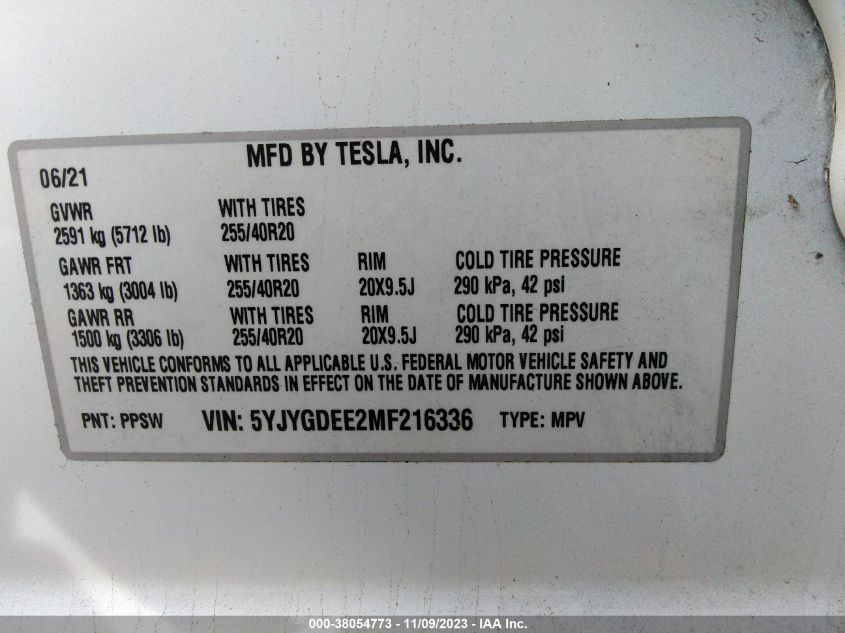 MFD BY TESLA, INC.
06/21
GVWR WITH TIRES
2591 kg (5712 lb) 255/40R20
GAWR FRT WITH TIRES RIM COLD TIRE PRESSURE
1363 kg (3004 lb) 255/40R20 20X9.5J 290 kPa, 42 psi
GAWR RR WITH TIRES RIM COLD TIRE PRESSURE
1500 kg (3306 lb) 255/40R20 20X9.5J 290 kPa, 42 psi
THIS VEHICLE CONFORMS TO ALL APPLICABLE U.S. FEDERAL MOTOR VEHICLE SAFETY AND
THEFT PREVENTION STANDARDS IN EFFECT ON THE DATE OF MANUFACTURE SHOWN ABOVE.
PNT: PPSW VIN: 5YJYGDEE2MF216336 TYPE: MPV
000-38054773 - 11/09/2023 - IAA Inc.